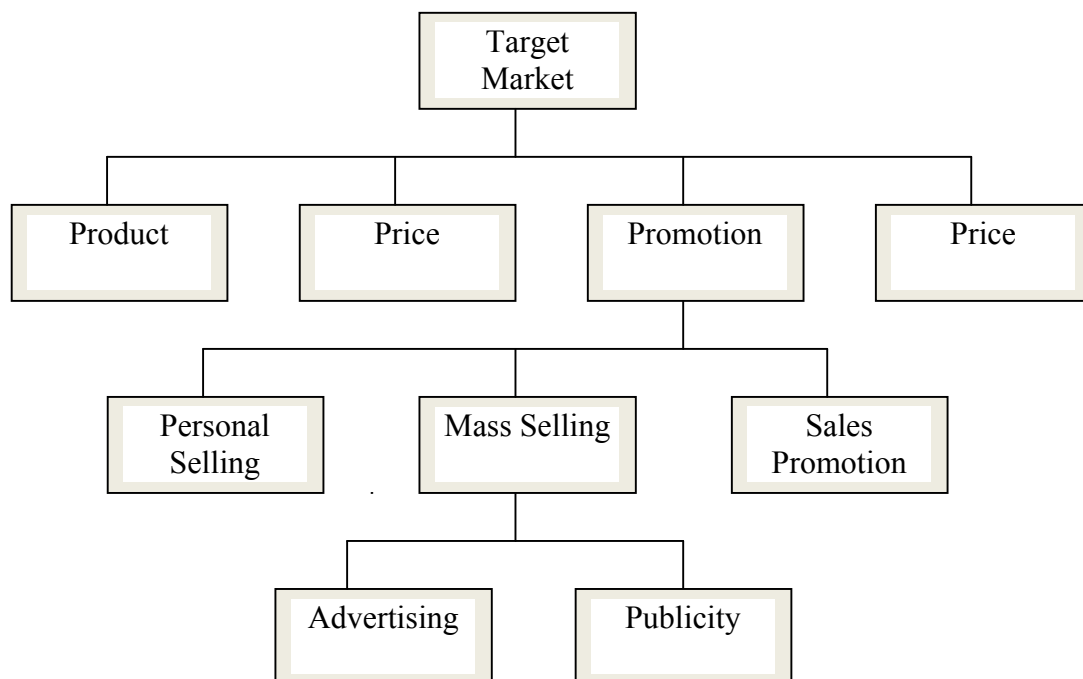 Target
Market
Product
Price
Promotion
Price
Personal
Selling
Mass Selling
Sales
Promotion
Advertising
Publicity